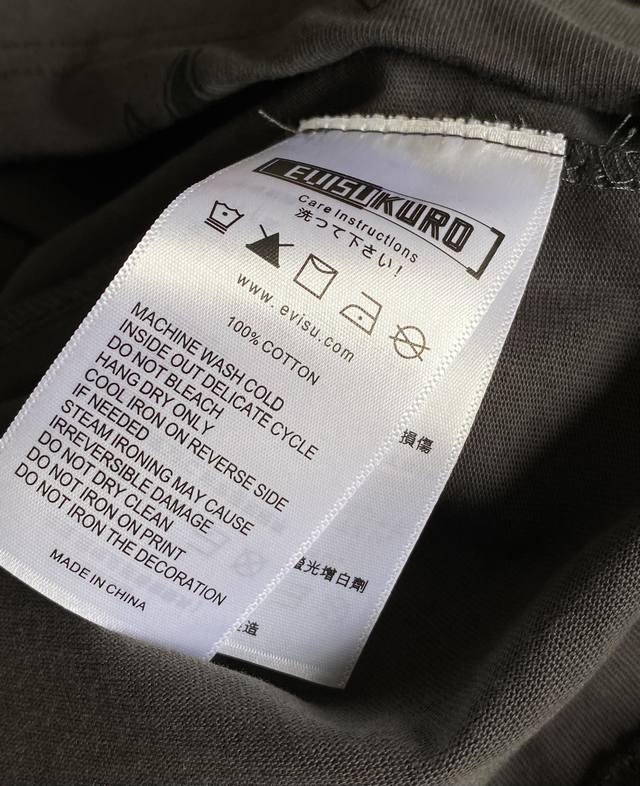 EVISUKURO
Care Instructions
洗って下さい!
www.evisu.com
100% COTTON
MACHINE WASH COLD
INSIDE OUT DELICATE CYCLE
DO NOT BLEACH
HANG DRY ONLY
COOL IRON ON REVERSE SIDE
IF NEEDED
STEAM IRONING MAY CAUSE
IRREVERSIBLE DAMAGE
DO NOT DRY CLEAN
DO NOT IRON ON PRINT
DO NOT IRON THE DECORATION
MADE IN CHINA
損傷
光增白劑
造